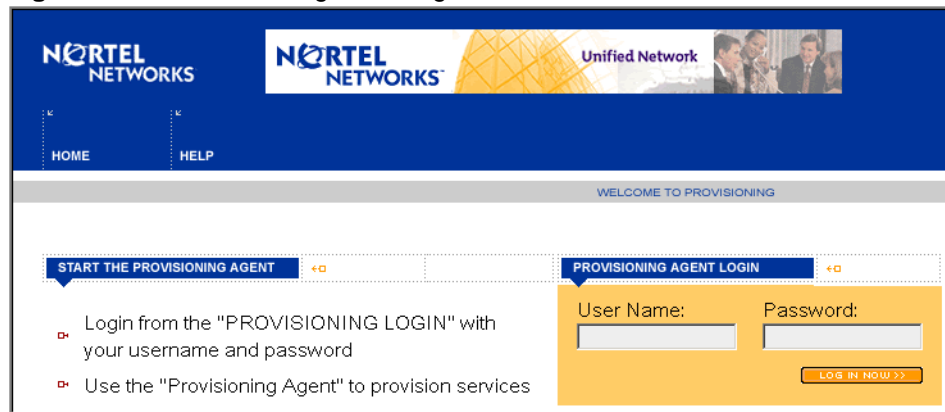 NORTEL
NETWORKS
NORTEL
NETWORKS
Unified Network
HOME
HELP
WELCOME TO PROVISIONING
START THE PROVISIONING AGENT
PROVISIONING AGENT LOGIN
Login from the "PROVISIONING LOGIN" with
your username and password
Use the "Provisioning Agent" to provision services
User Name:
Password:
LOG IN NOW >>